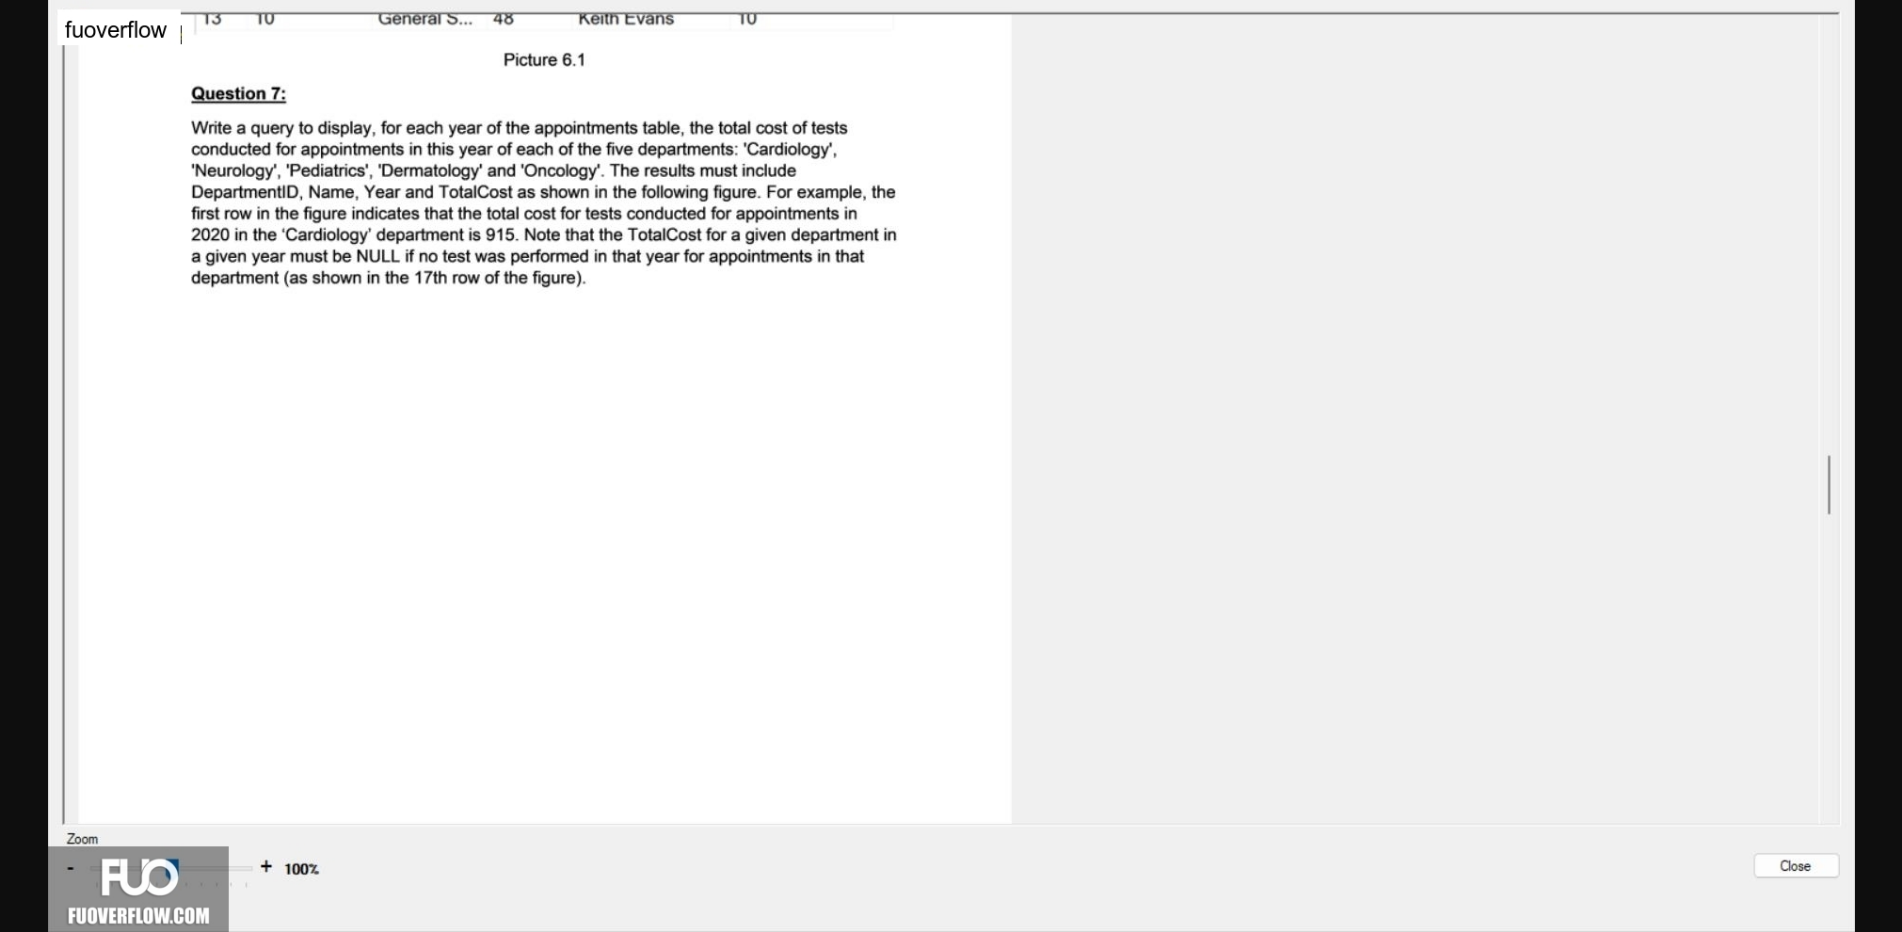 fuoverflow
13 10 General S... 48 Keith Evans 10
Picture 6.1
Question 7:
Write a query to display, for each year of the appointments table, the total cost of tests
conducted for appointments in this year of each of the five departments: 'Cardiology',
'Neurology', 'Pediatrics', 'Dermatology' and 'Oncology'. The results must include
DepartmentID, Name, Year and TotalCost as shown in the following figure. For example, the
first row in the figure indicates that the total cost for tests conducted for appointments in
2020 in the ‘Cardiology’ department is 915. Note that the TotalCost for a given department in
a given year must be NULL if no test was performed in that year for appointments in that
department (as shown in the 17th row of the figure).
Zoom
- + 100%
Close
FUO
FUOVERFLOW.COM